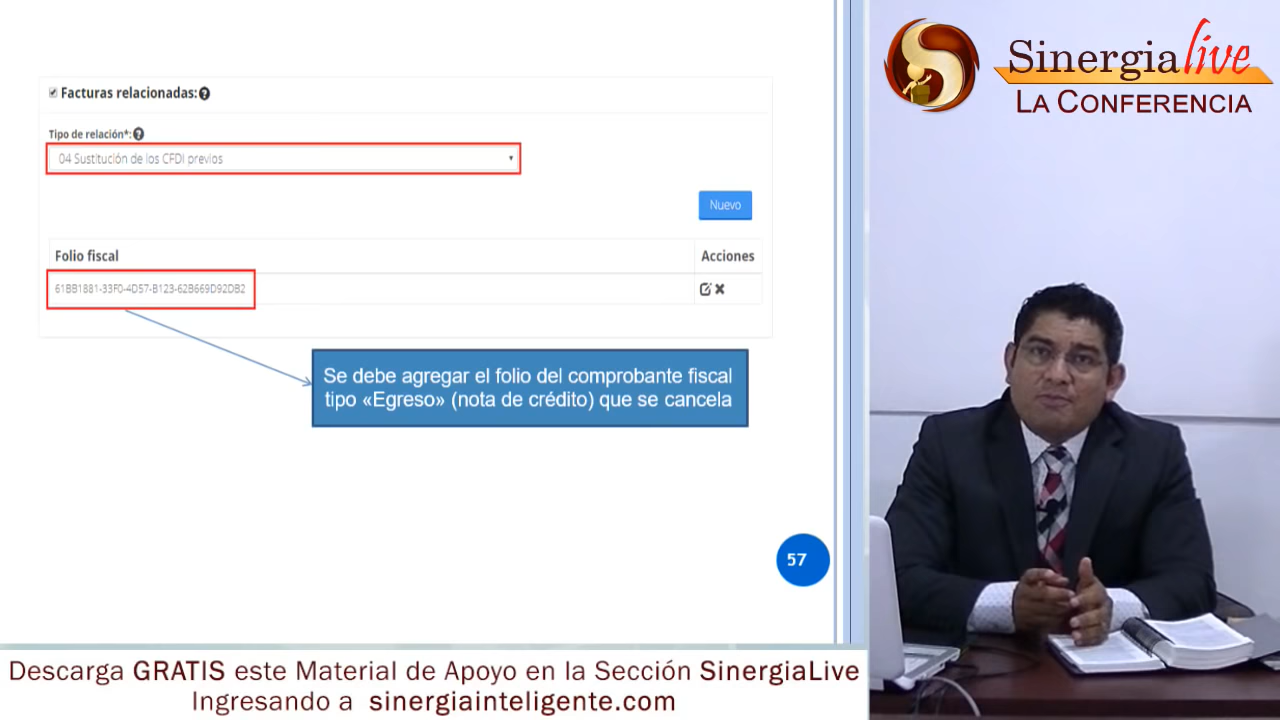 Facturas relacionadas:
Tipo de relación*:
04 Sustitución de los CFDI previos
Nuevo
Folio fiscal
Acciones
61BB1881-33F0-4D57-B123-62B669D92DB2
Se debe agregar el folio del comprobante fiscal
tipo «Egreso» (nota de crédito) que se cancela
57
Sinergialive
LA CONFERENCIA
Descarga GRATIS este Material de Apoyo en la Sección SinergiaLive
Ingresando a sinergiainteligente.com